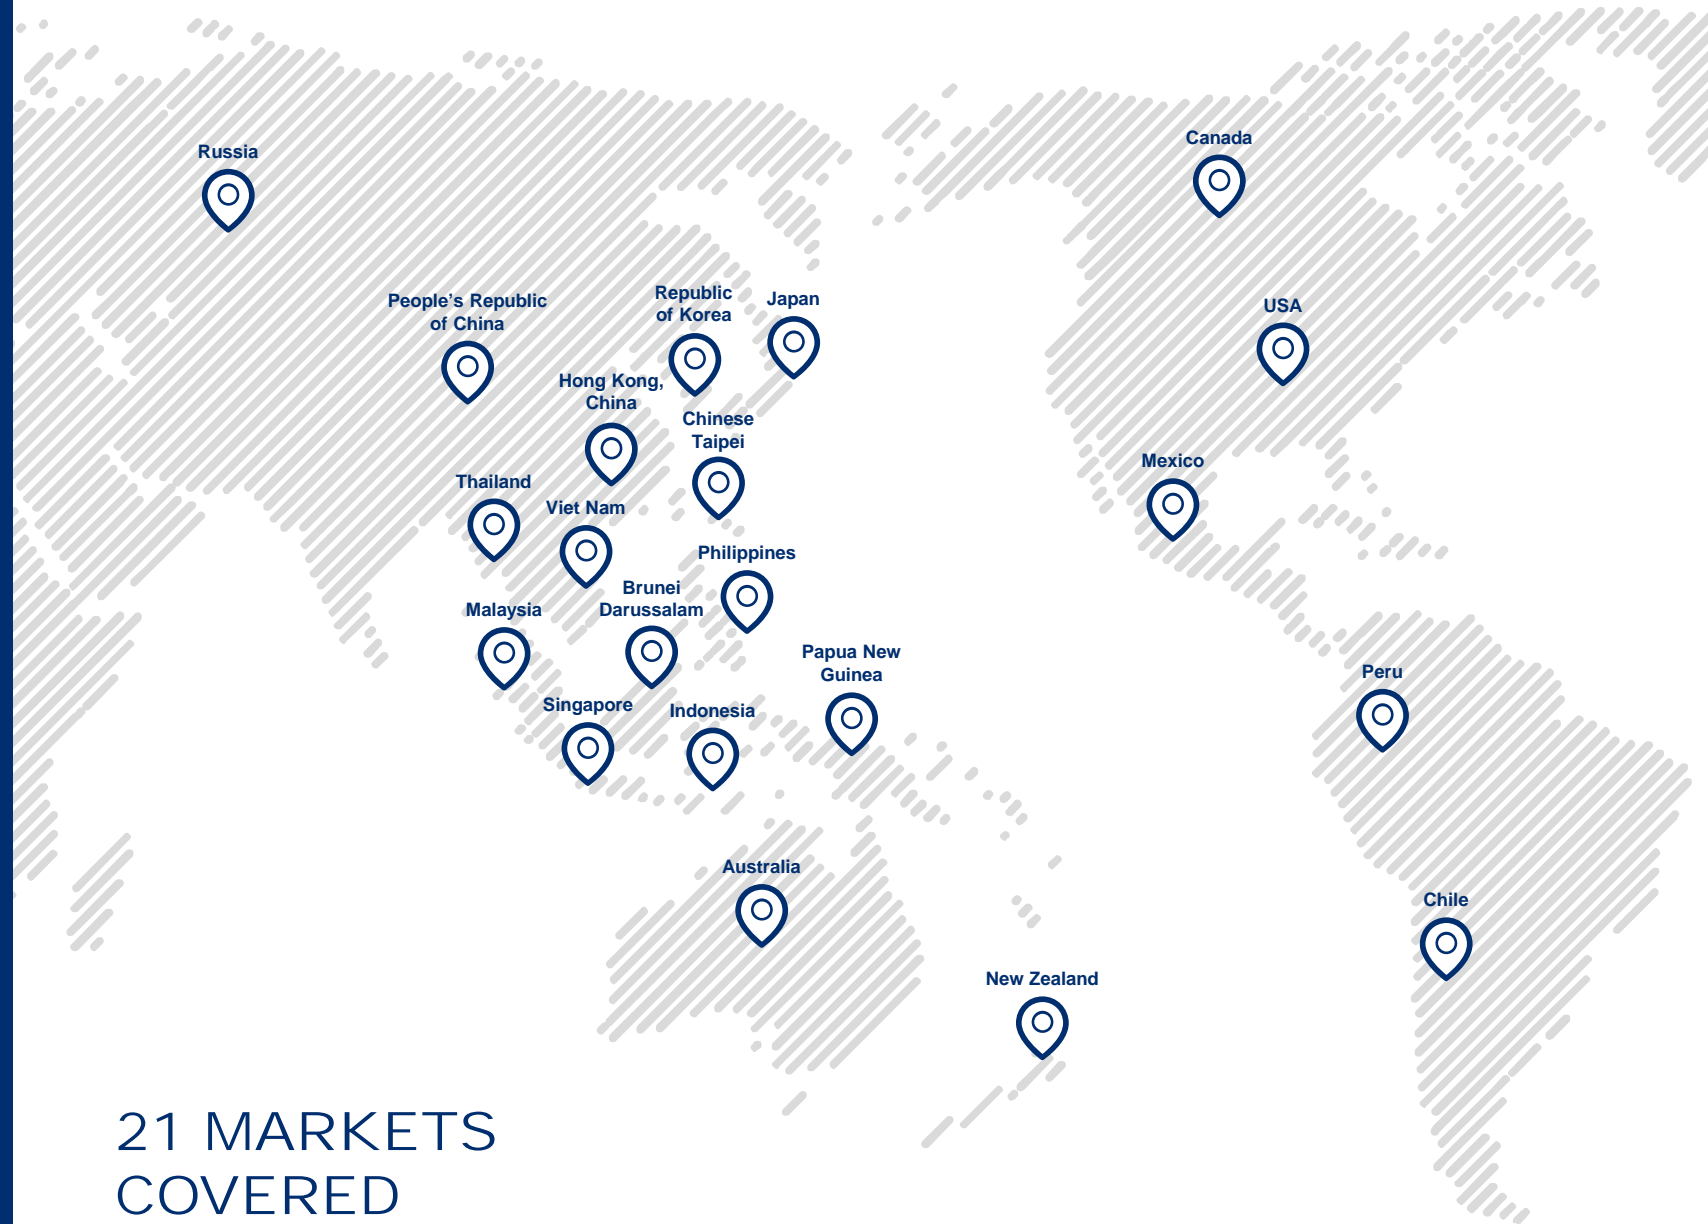 Canada
Russia
Republic
of Korea
Japan
People’s Republic
of China
USA
Hong Kong,
China
Chinese
Taipei
Mexico
Thailand
Viet Nam
Philippines
Brunei
Darussalam
Malaysia
Papua New
Guinea
Peru
Singapore
Indonesia
Australia
Chile
New Zealand
21 MARKETS
COVERED